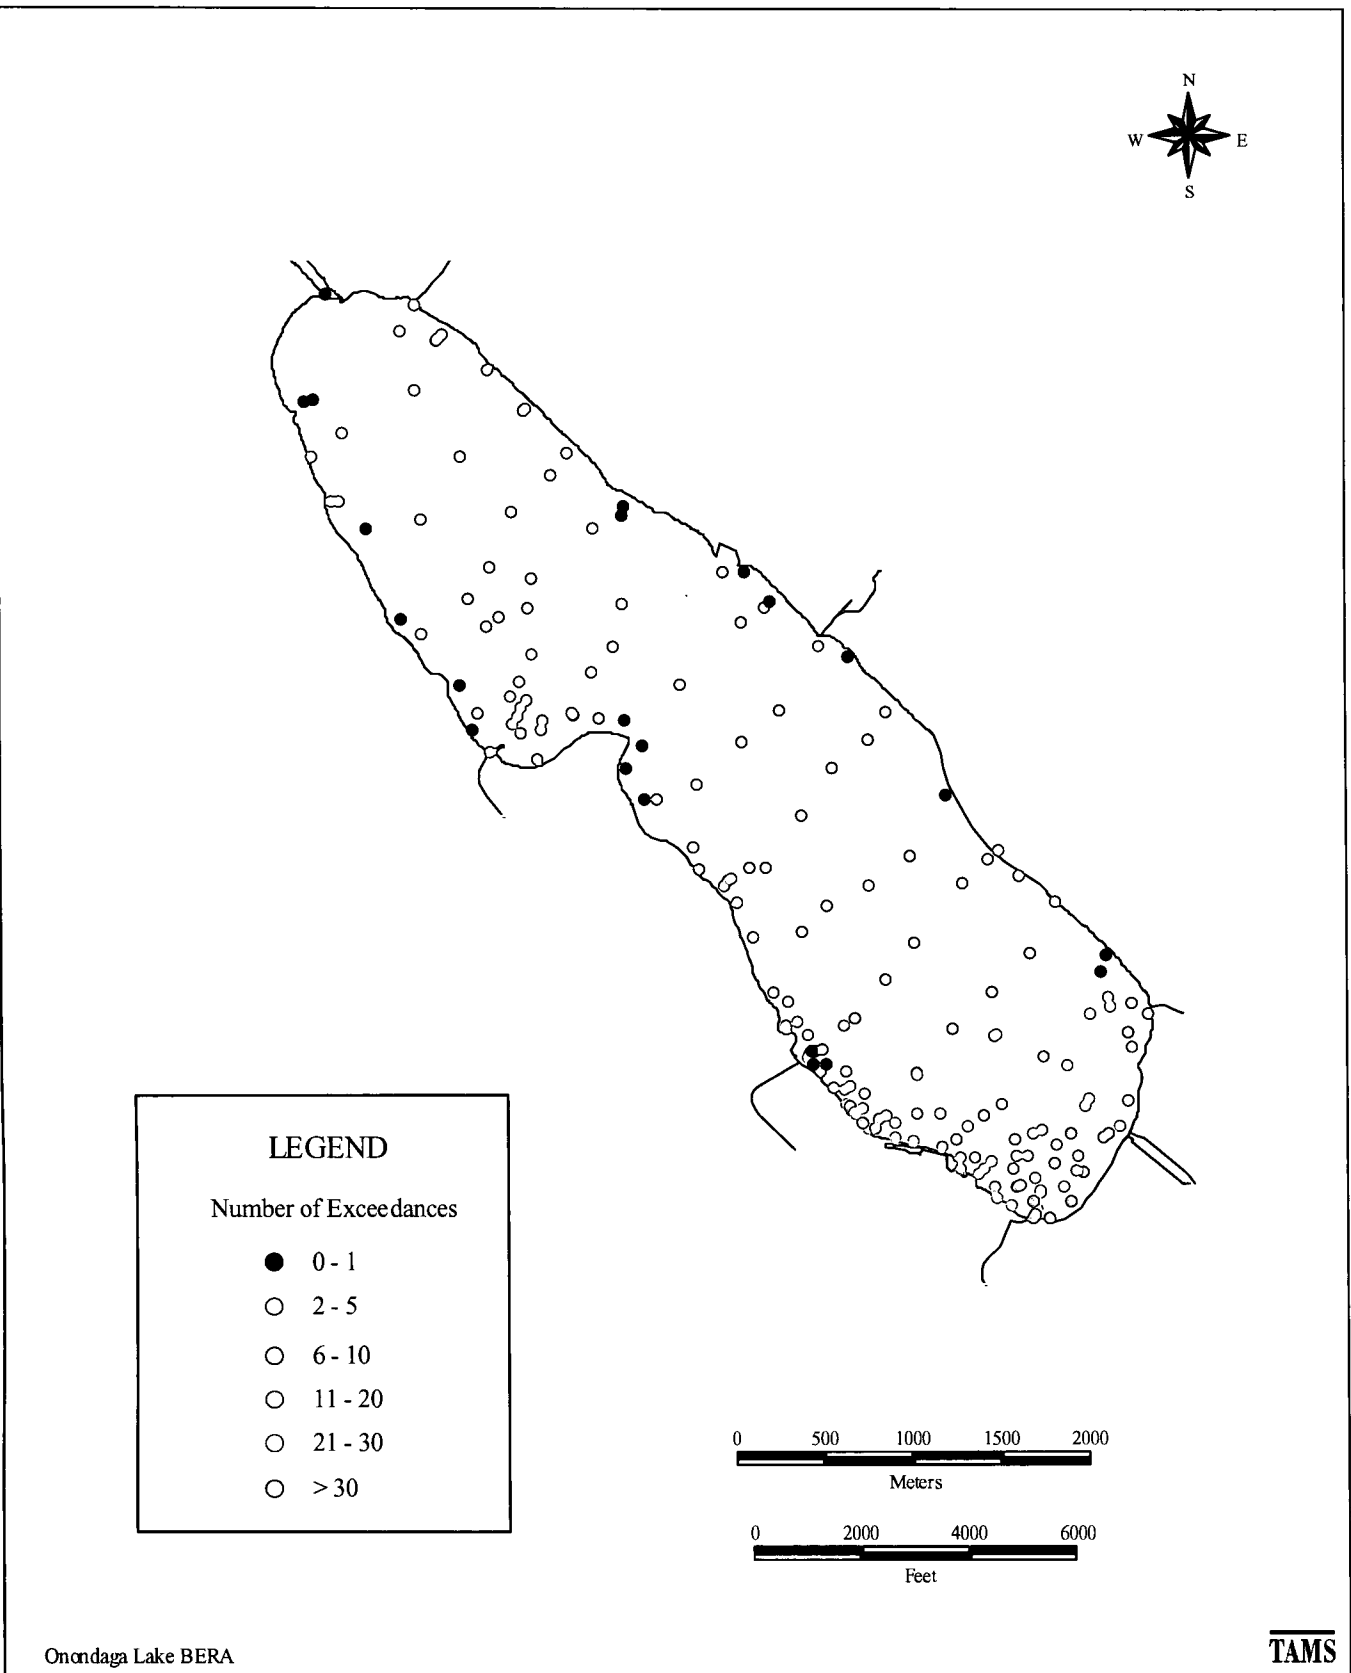 N
W E
S
LEGEND
Number of Exceedances
0 - 1
2 - 5
6 - 10
11 - 20
21 - 30
> 30
0 500 1000 1500 2000
Meters
0 2000 4000 6000
Feet
Onondaga Lake BERA
TAMS